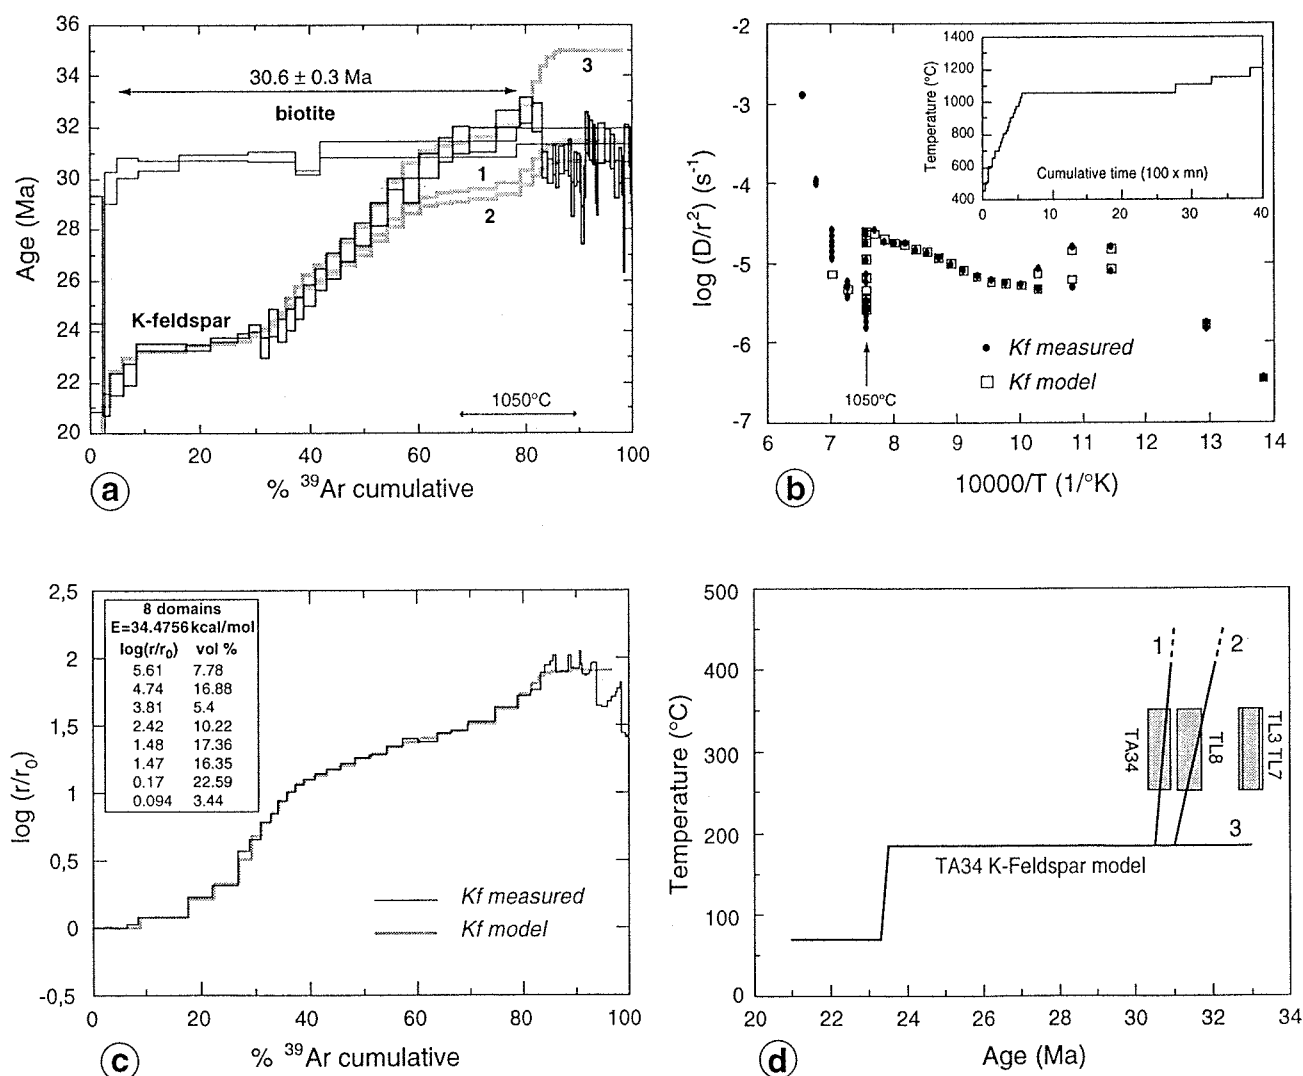 36
34
32
30
28
26
24
22
20
Age (Ma)
30.6 ± 0.3 Ma
biotite
3
1
2
K-feldspar
1050°C
0 20 40 60 80 100
% ³⁹Ar cumulative
a
-2
-3
-4
-5
-6
-7
log (D/r²) (s⁻¹)
1400
1200
1000
800
600
400
Temperature (°C)
Cumulative time (100 x mn)
0 10 20 30 40
Kf measured
Kf model
1050°C
6 7 8 9 10 11 12 13 14
10000/T (1/°K)
b
2,5
2
1,5
1
0,5
0
-0,5
log (r/r₀)
8 domains
E=34.4756 kcal/mol
log(r/r₀) vol %
5.61 7.78
4.74 16.88
3.81 5.4
2.42 10.22
1.48 17.36
1.47 16.35
0.17 22.59
0.094 3.44
Kf measured
Kf model
0 20 40 60 80 100
% ³⁹Ar cumulative
c
500
400
300
200
100
0
Temperature (°C)
1 2
TA34
TL8
TL3 TL7
3
TA34 K-Feldspar model
20 22 24 26 28 30 32 34
Age (Ma)
d